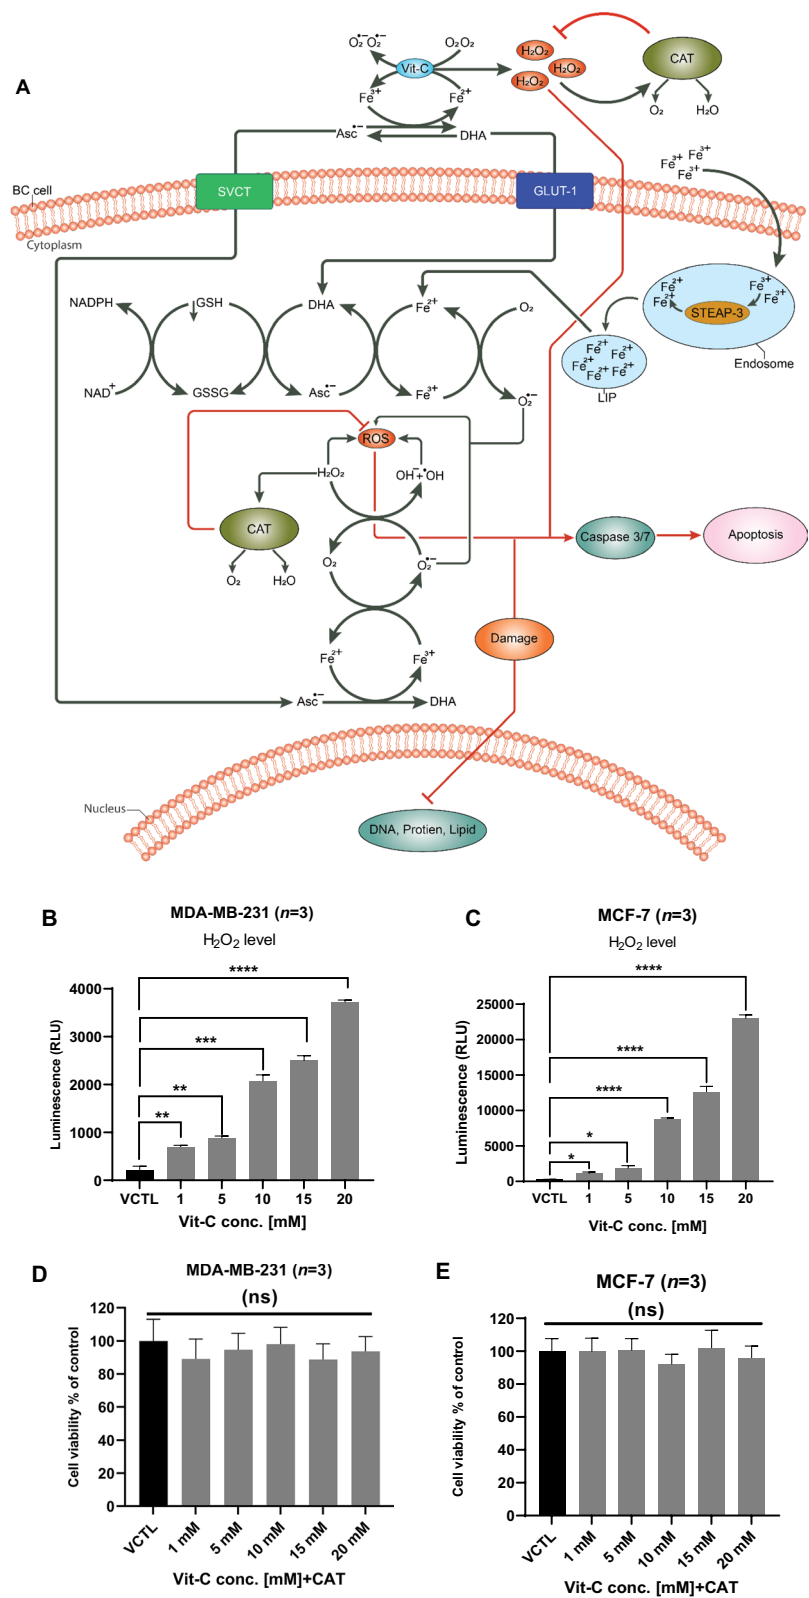 A
O₂•⁻ O₂•⁻
O₂O₂
Vit-C
H₂O₂
H₂O₂
H₂O₂
CAT
Fe³⁺
Fe²⁺
O₂
H₂O
Asc•⁻
DHA
Fe³⁺ Fe³⁺
Fe³⁺
BC cell
SVCT
GLUT-1
Cytoplasm
Fe²⁺
Fe²⁺
Fe³⁺
Fe³⁺
STEAP-3
Endosome
NADPH
GSH
DHA
Fe²⁺
O₂
Fe²⁺
Fe²⁺
Fe²⁺
Fe²⁺
Fe²⁺
LIP
NAD⁺
GSSG
Asc•⁻
Fe³⁺
O₂•⁻
ROS
H₂O₂
OH⁻+•OH
CAT
O₂
H₂O
O₂
O₂•⁻
Caspase 3/7
Apoptosis
Damage
Fe²⁺
Fe³⁺
Asc•⁻
DHA
Nucleus
DNA, Protien, Lipid
B
MDA-MB-231 (n=3)
H₂O₂ level
Luminescence (RLU)
4000
3000
2000
1000
0
****
***
**
**
VCTL 1 5 10 15 20
Vit-C conc. [mM]
C
MCF-7 (n=3)
H₂O₂ level
Luminescence (RLU)
25000
20000
15000
10000
5000
0
****
****
****
*
*
VCTL 1 5 10 15 20
Vit-C conc. [mM]
D
MDA-MB-231 (n=3)
(ns)
Cell viability % of control
120
100
80
60
40
20
0
VCTL 1 mM 5 mM 10 mM 15 mM 20 mM
Vit-C conc. [mM]+CAT
E
MCF-7 (n=3)
(ns)
Cell viability % of control
120
100
80
60
40
20
0
VCTL 1 mM 5 mM 10 mM 15 mM 20 mM
Vit-C conc. [mM]+CAT